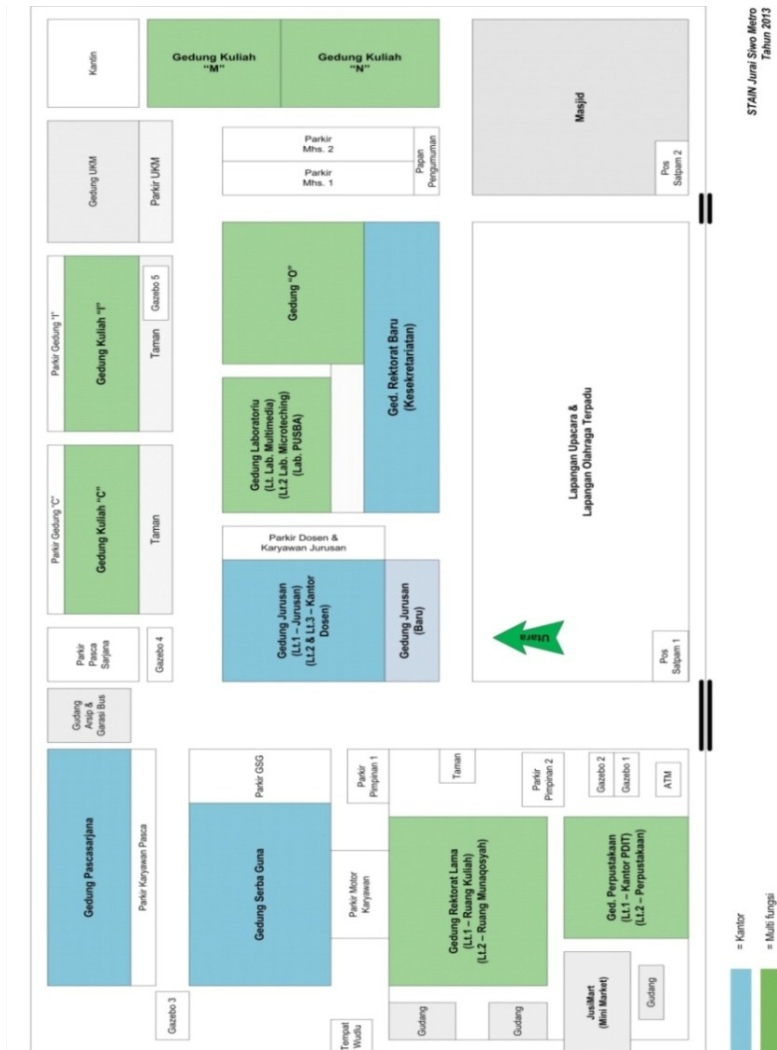 STAIN Jurai Siwo Metro
Tahun 2013
Kantin
Gedung Kuliah
"M"
Gedung Kuliah
"N"
Masjid
Pos
Satpam 2
Gedung UKM
Parkir UKM
Parkir
Mhs. 2
Parkir
Mhs. 1
Papan
Pengumuman
Parkir Gedung "I"
Gedung Kuliah "I"
Taman
Gazebo 5
Gedung "O"
Ged. Rektorat Baru
(Kesekretariatan)
Gedung Laboratoriu
(Lt. Lab. Multimedia)
(Lt.2 Lab. Microteching)
(Lab. PUSBA)
Lapangan Upacara &
Lapangan Olahraga Terpadu
Parkir Gedung "C"
Gedung Kuliah "C"
Taman
Parkir Dosen &
Karyawan Jurusan
Gedung Jurusan
(Lt.1 – Jurusan)
(Lt.2 & Lt.3 – Kantor
Dosen)
Gedung Jurusan
(Baru)
Utara
Pos
Satpam 1
Parkir
Pasca
Sarjana
Gazebo 4
Gudang
Arsip &
Garasi Bus
Gedung Pascasarjana
Parkir Karyawan Pasca
Parkir GSG
Gedung Serba Guna
Parkir
Pimpinan 1
Taman
Parkir
Pimpinan 2
Gazebo 2
Gazebo 1
ATM
Parkir Motor
Karyawan
Gedung Rektorat Lama
(Lt.1 – Ruang Kuliah)
(Lt.2 – Ruang Munaqosyah)
Ged. Perpustakaan
(Lt.1 – Kantor PDIT)
(Lt.2 – Perpustakaan)
Gazebo 3
Tempat
Wudlu
Gudang
Gudang
JusiMart
(Mini Market)
Gudang
= Kantor
= Multi fungsi